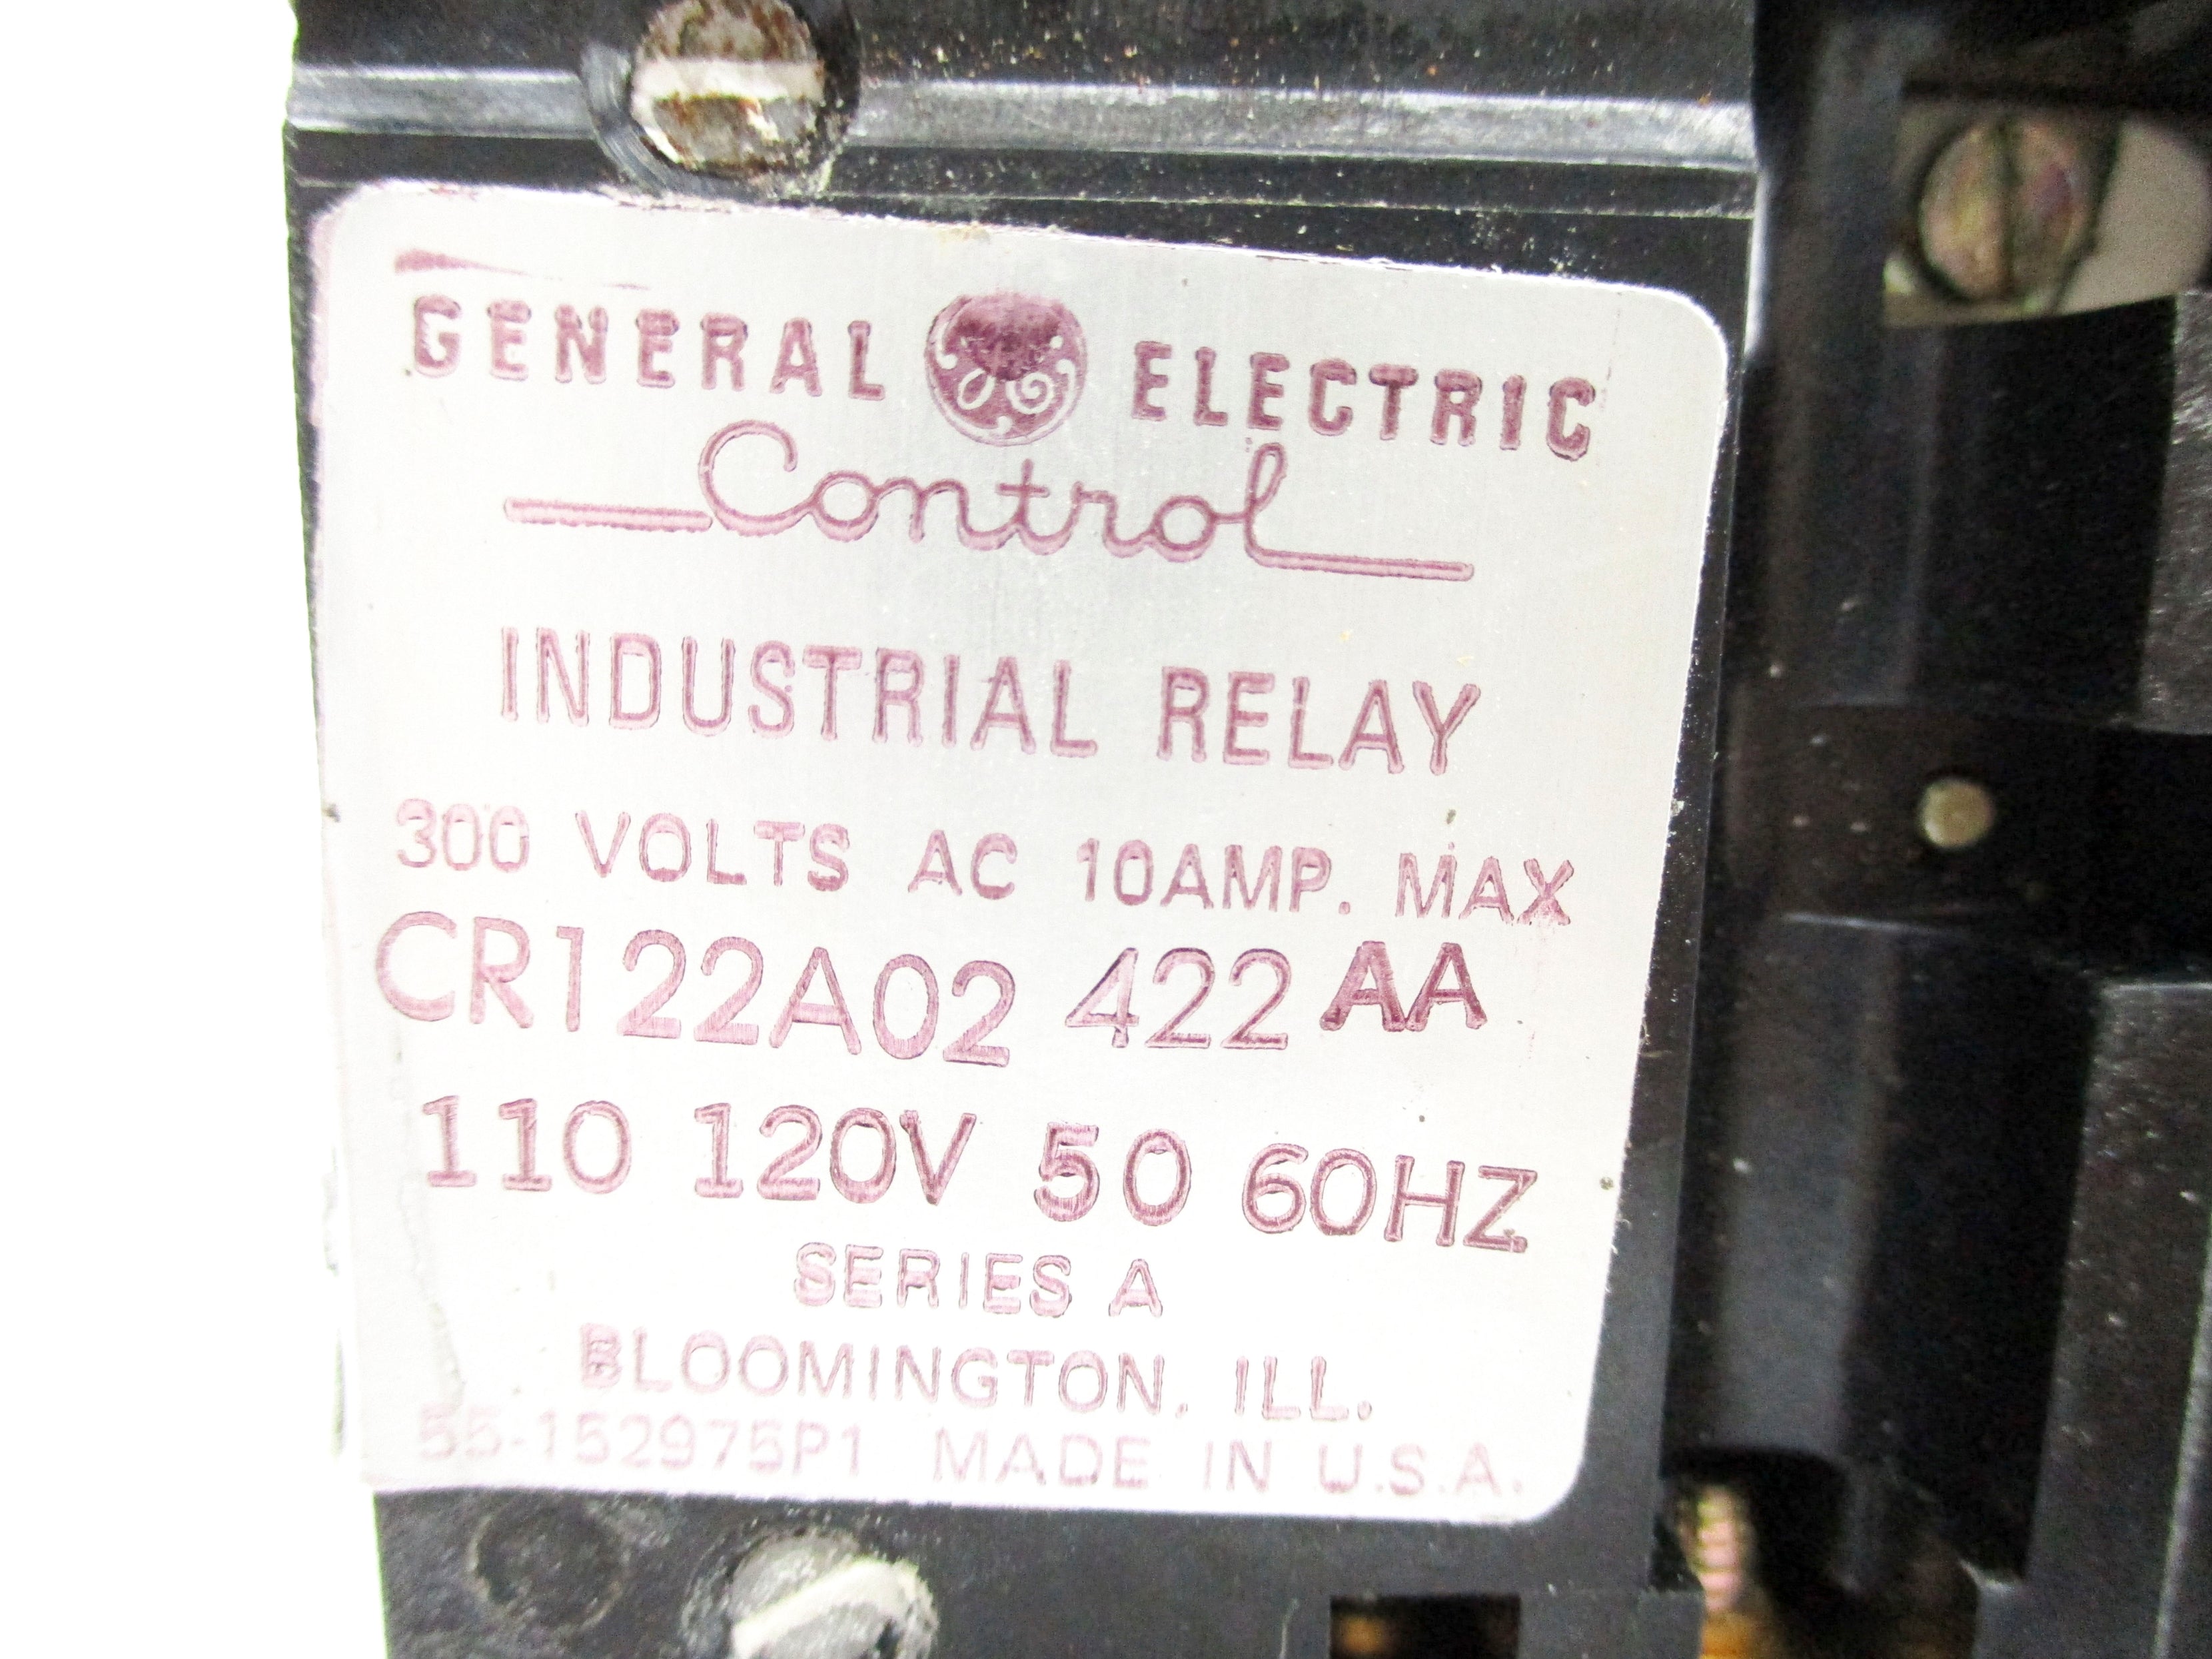 GENERAL ELECTRIC
Control
INDUSTRIAL RELAY
300 VOLTS AC 10AMP. MAX
CR122A02 422 AA
110 120V 50 60HZ
SERIES A
BLOOMINGTON, ILL.
55-152975P1 MADE IN U.S.A.